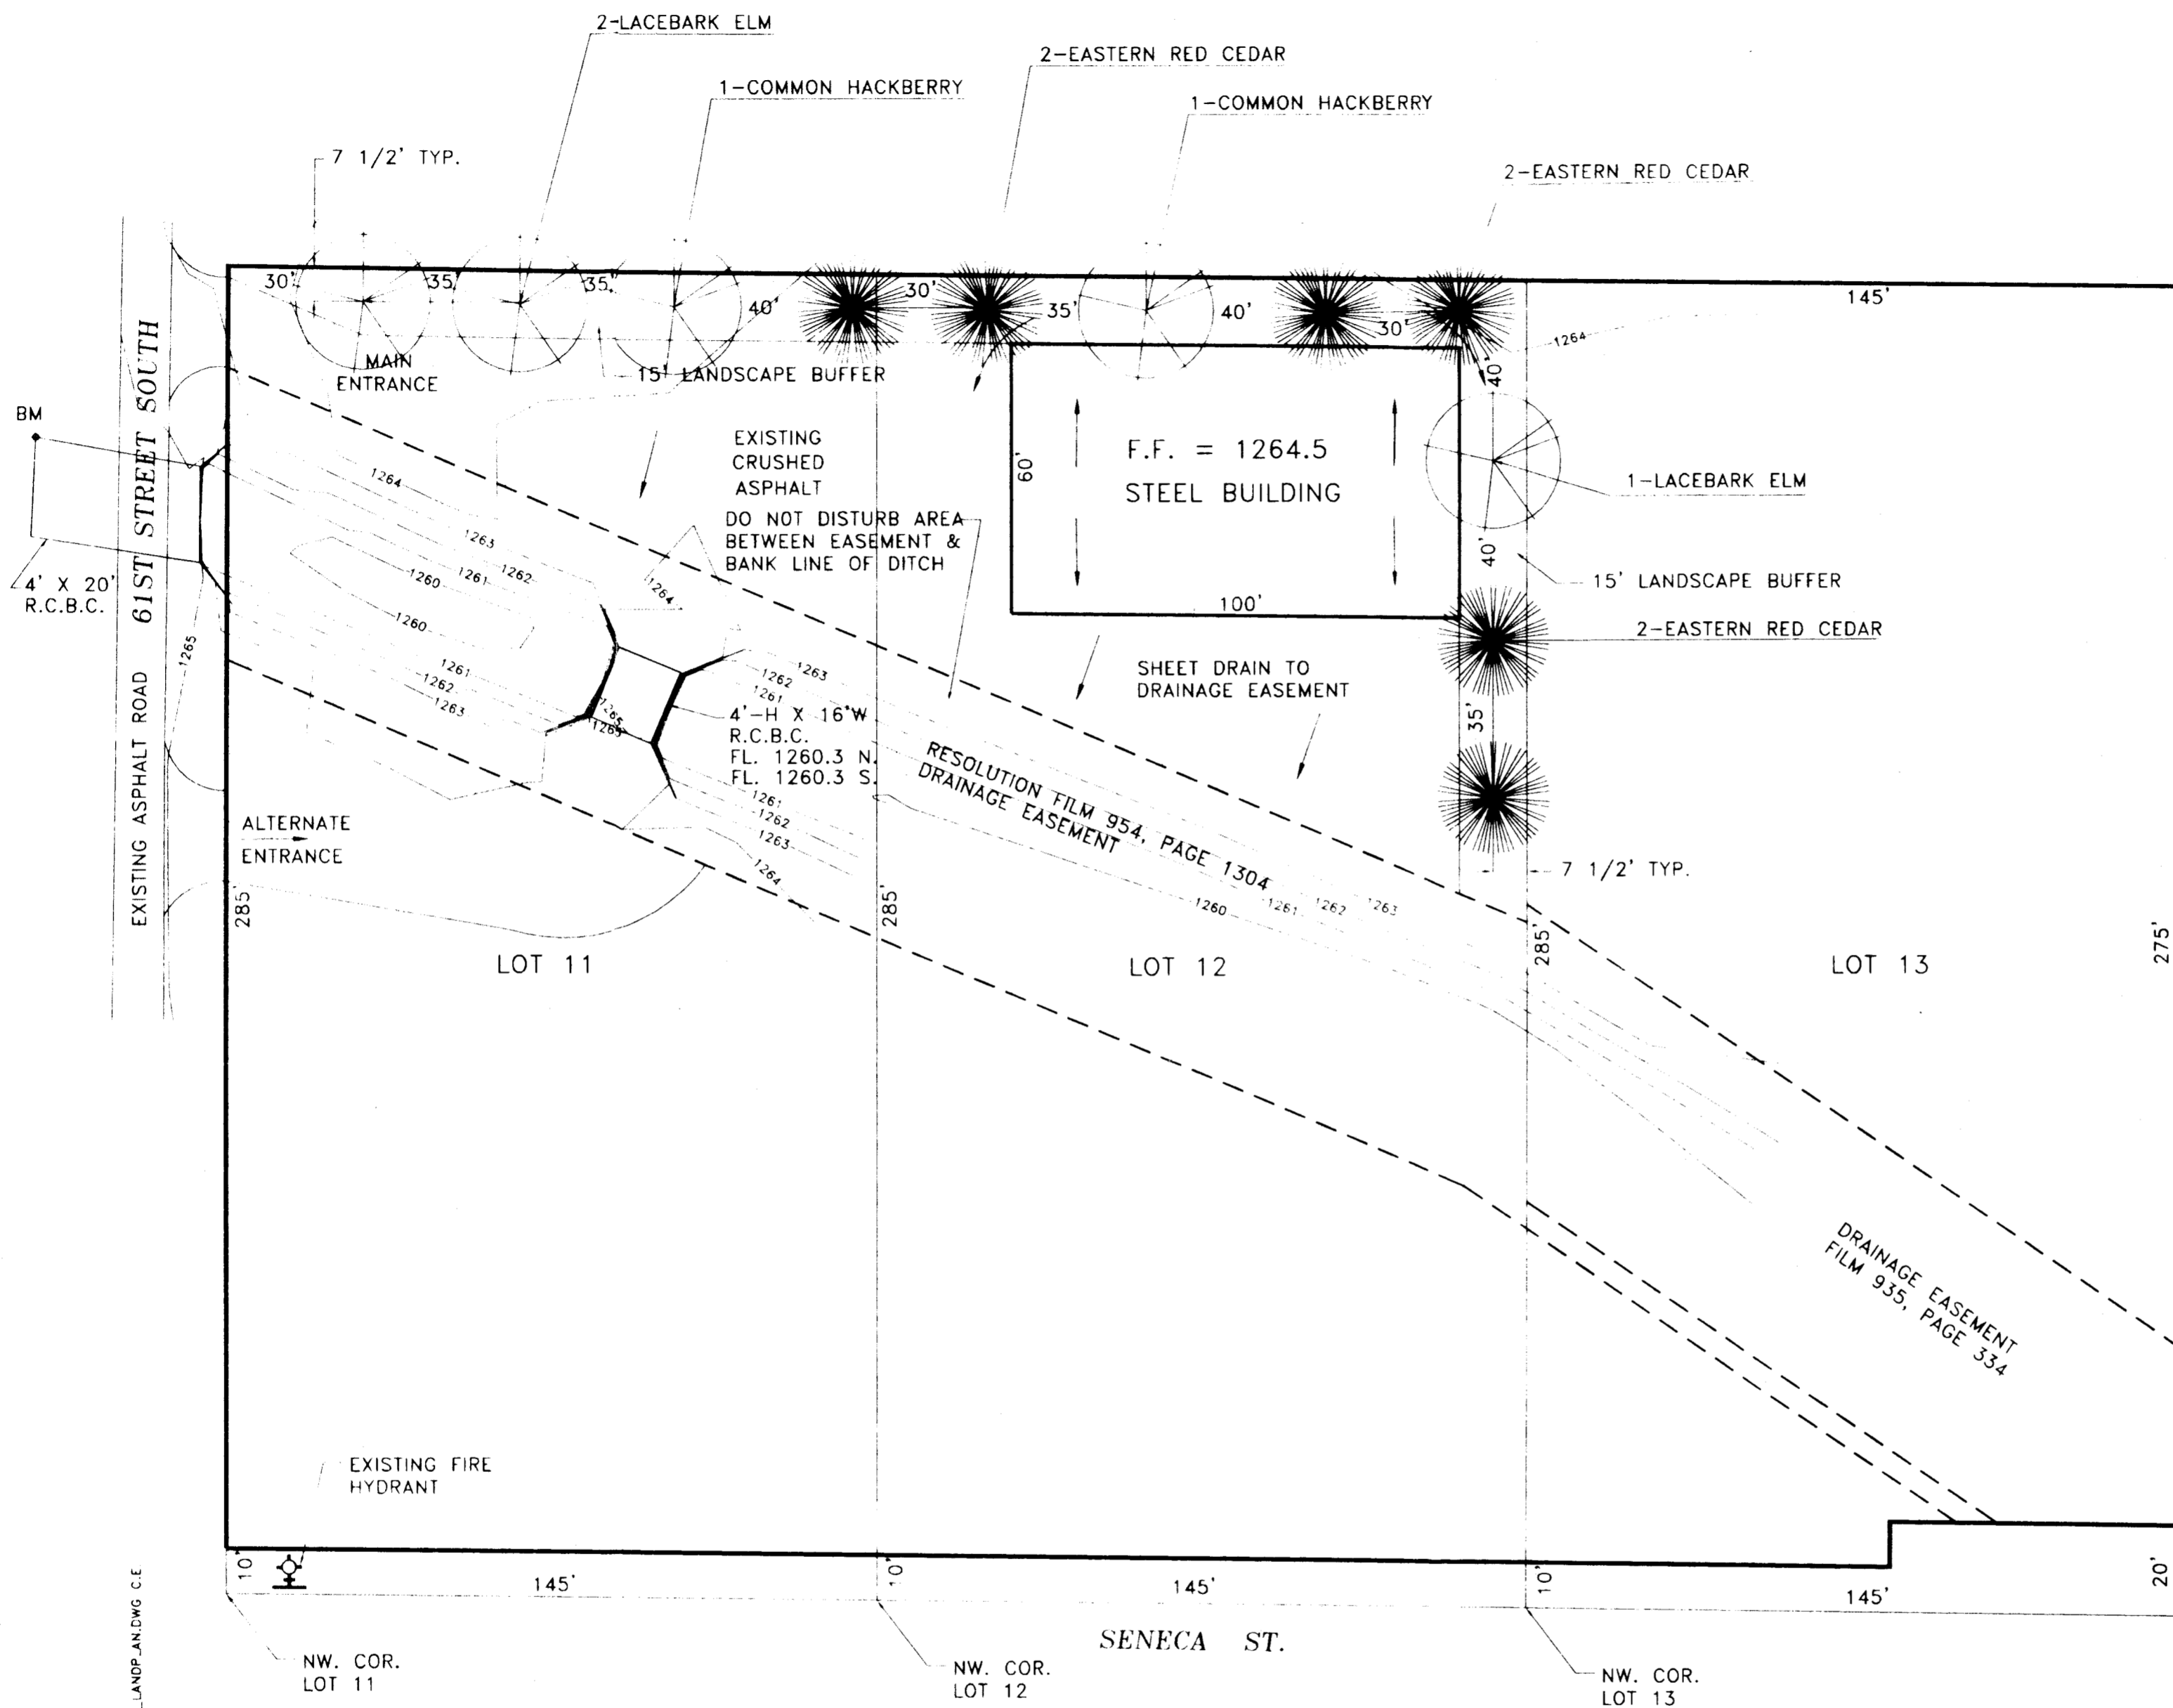 2-LACEBARK ELM
2-EASTERN RED CEDAR
1-COMMON HACKBERRY
1-COMMON HACKBERRY
7 1/2' TYP.
2-EASTERN RED CEDAR
30'
35'
35'
40'
30'
35'
40'
30'
145'
MAIN
ENTRANCE
15' LANDSCAPE BUFFER
1264
40'
BM
EXISTING ASPHALT ROAD
61ST STREET SOUTH
4' X 20'
R.C.B.C.
1265
EXISTING
CRUSHED
ASPHALT
DO NOT DISTURB AREA
BETWEEN EASEMENT &
BANK LINE OF DITCH
60'
F.F. = 1264.5
STEEL BUILDING
100'
1-LACEBARK ELM
40'
15' LANDSCAPE BUFFER
2-EASTERN RED CEDAR
35'
1264
1263
1262
1261
1260
1260
1261
1262
1263
1264
1265
1265
1263
1262
1261
4'-H X 16'W
R.C.B.C.
FL. 1260.3 N.
FL. 1260.3 S.
1261
1262
1263
1264
SHEET DRAIN TO
DRAINAGE EASEMENT
RESOLUTION FILM 954, PAGE 1304
DRAINAGE EASEMENT
1260
1261
1262
1263
7 1/2' TYP.
ALTERNATE
ENTRANCE
285'
285'
285'
275'
LOT 11
LOT 12
LOT 13
DRAINAGE EASEMENT
FILM 935, PAGE 334
EXISTING FIRE
HYDRANT
10'
145'
10'
145'
10'
145'
20'
SENECA ST.
NW. COR.
LOT 11
NW. COR.
LOT 12
NW. COR.
LOT 13